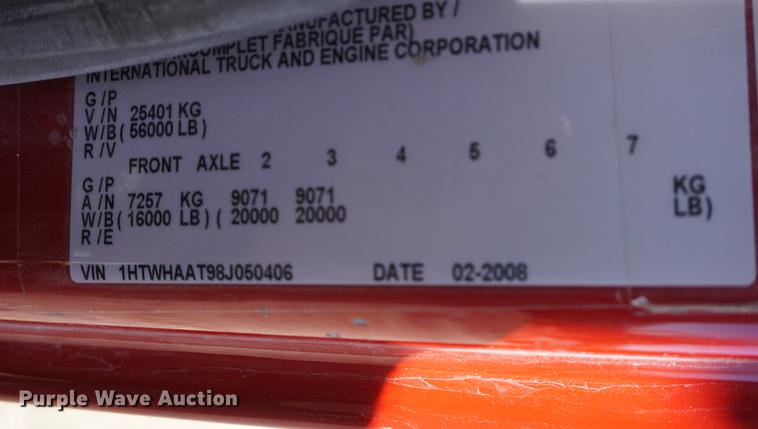 MANUFACTURED BY /
INCOMPLET FABRIQUE PAR)
INTERNATIONAL TRUCK AND ENGINE CORPORATION
G / P
V / N 25401 KG
W/B ( 56000 LB )
R / V
FRONT AXLE 2 3 4 5 6 7
G / P
A / N 7257 KG 9071 9071 KG
W/B ( 16000 LB ) ( 20000 20000 LB )
R / E
VIN 1HTWHAAT98J050406 DATE 02-2008
Purple Wave Auction